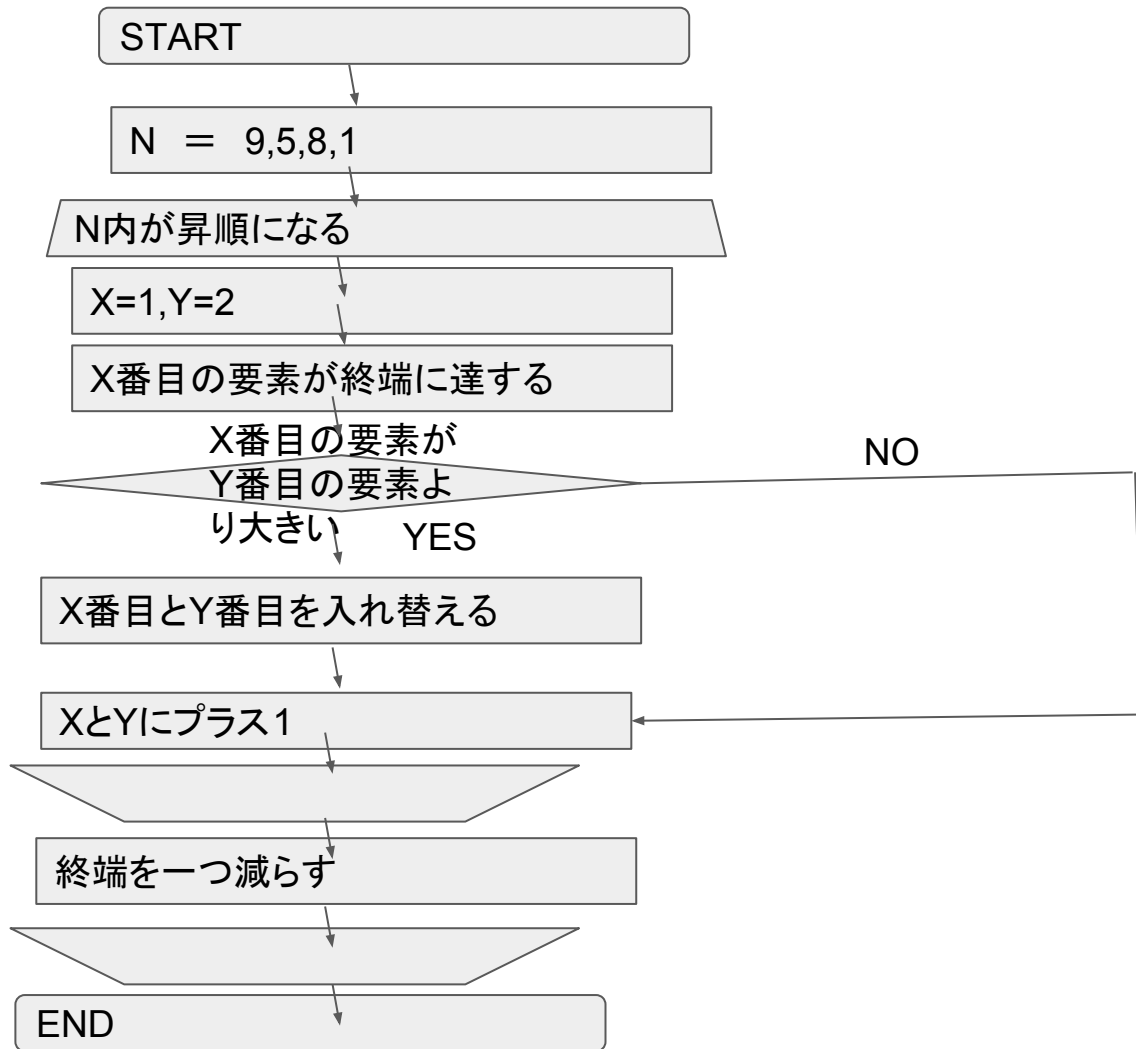 START
N ＝ 9,5,8,1
N内が昇順になる
X=1,Y=2
X番目の要素が終端に達する
X番目の要素が
Y番目の要素よ
り大きい
NO
YES
X番目とY番目を入れ替える
XとYにプラス1
終端を一つ減らす
END